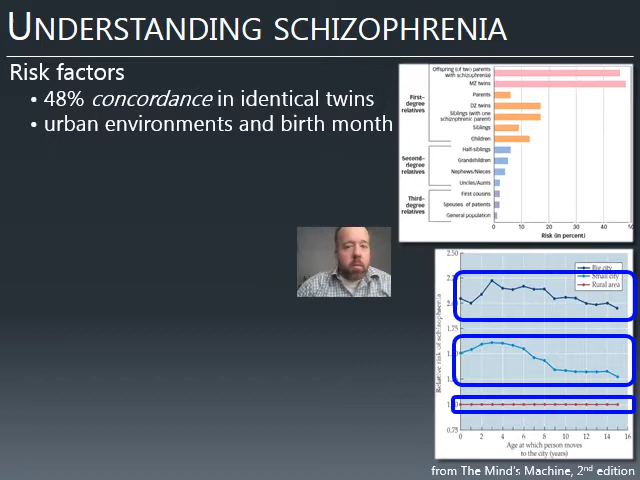 UNDERSTANDING SCHIZOPHRENIA
Risk factors
• 48% concordance in identical twins
• urban environments and birth month
First-
degree
relatives
Offspring (of two parents
with schizophrenia)
MZ twins
Parents
DZ twins
Siblings (with one
schizophrenic parent)
Siblings
Children
Second-
degree
relatives
Half-siblings
Grandchildren
Nephews/Nieces
Uncles/Aunts
Third-
degree
relatives
First cousins
Spouses of patients
General population
0 10 20 30 40 50
Risk (in percent)
Relative risk of schizophrenia
2.50
Big city
Small city
Rural area
1.75
0.75
0 2 4 6 8 10 12 14 16
Age at which person moves
to the city (years)
from The Mind's Machine, 2nd edition